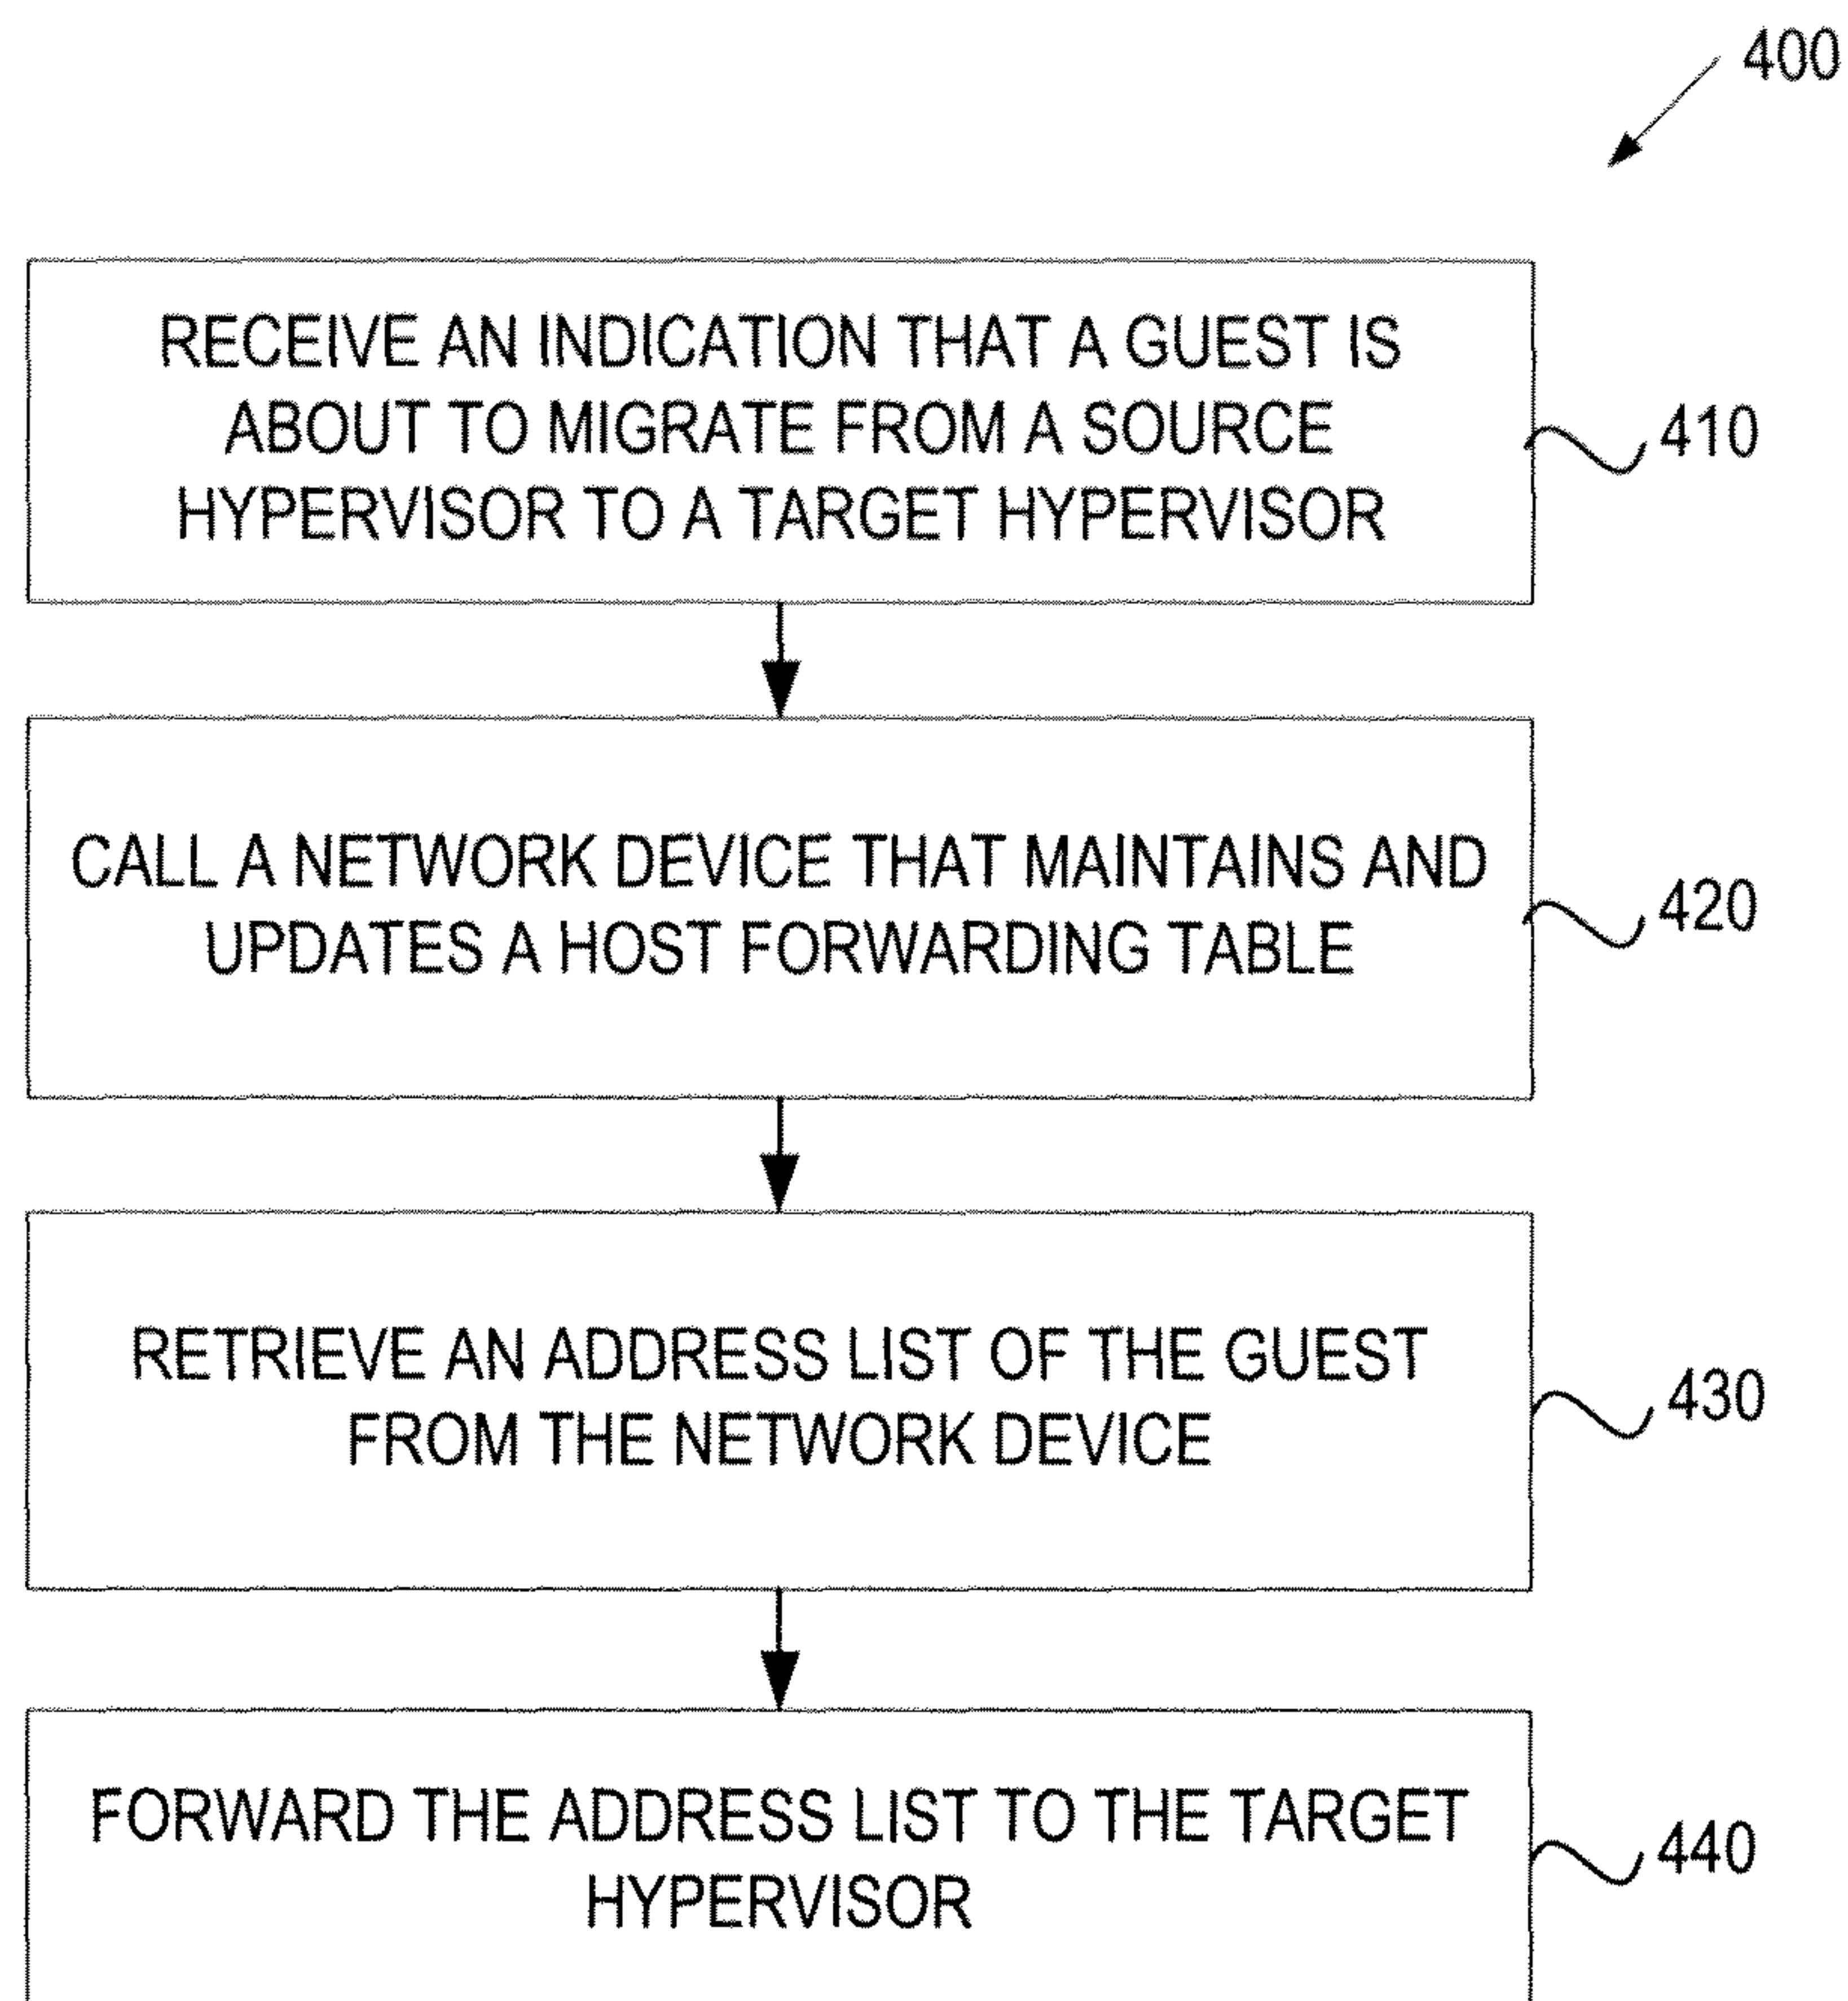 400
RECEIVE AN INDICATION THAT A GUEST IS
ABOUT TO MIGRATE FROM A SOURCE
HYPERVISOR TO A TARGET HYPERVISOR
410
CALL A NETWORK DEVICE THAT MAINTAINS AND
UPDATES A HOST FORWARDING TABLE
420
RETRIEVE AN ADDRESS LIST OF THE GUEST
FROM THE NETWORK DEVICE
430
FORWARD THE ADDRESS LIST TO THE TARGET
HYPERVISOR
440